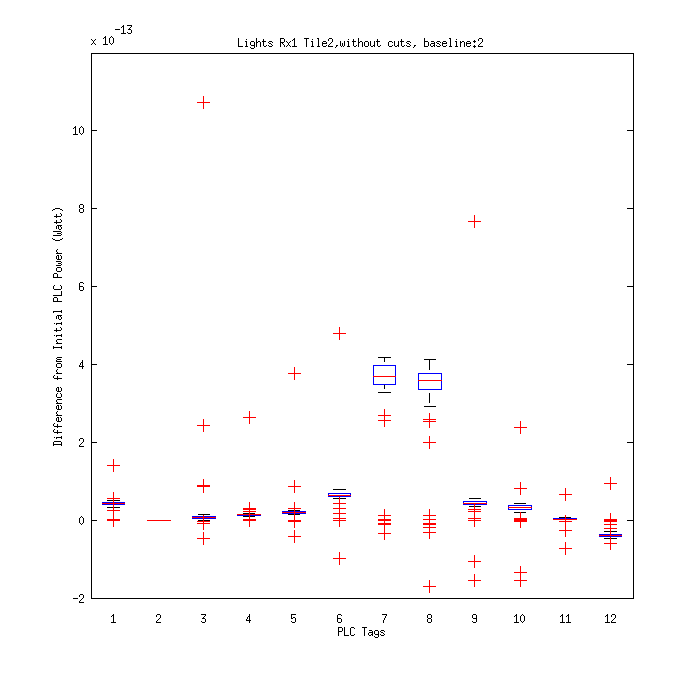 x 10-13
Lights Rx1 Tile2,without cuts, baseline:2
10
8
6
4
2
0
-2
Difference from Initial PLC Power (Watt)
1 2 3 4 5 6 7 8 9 10 11 12
PLC Tags